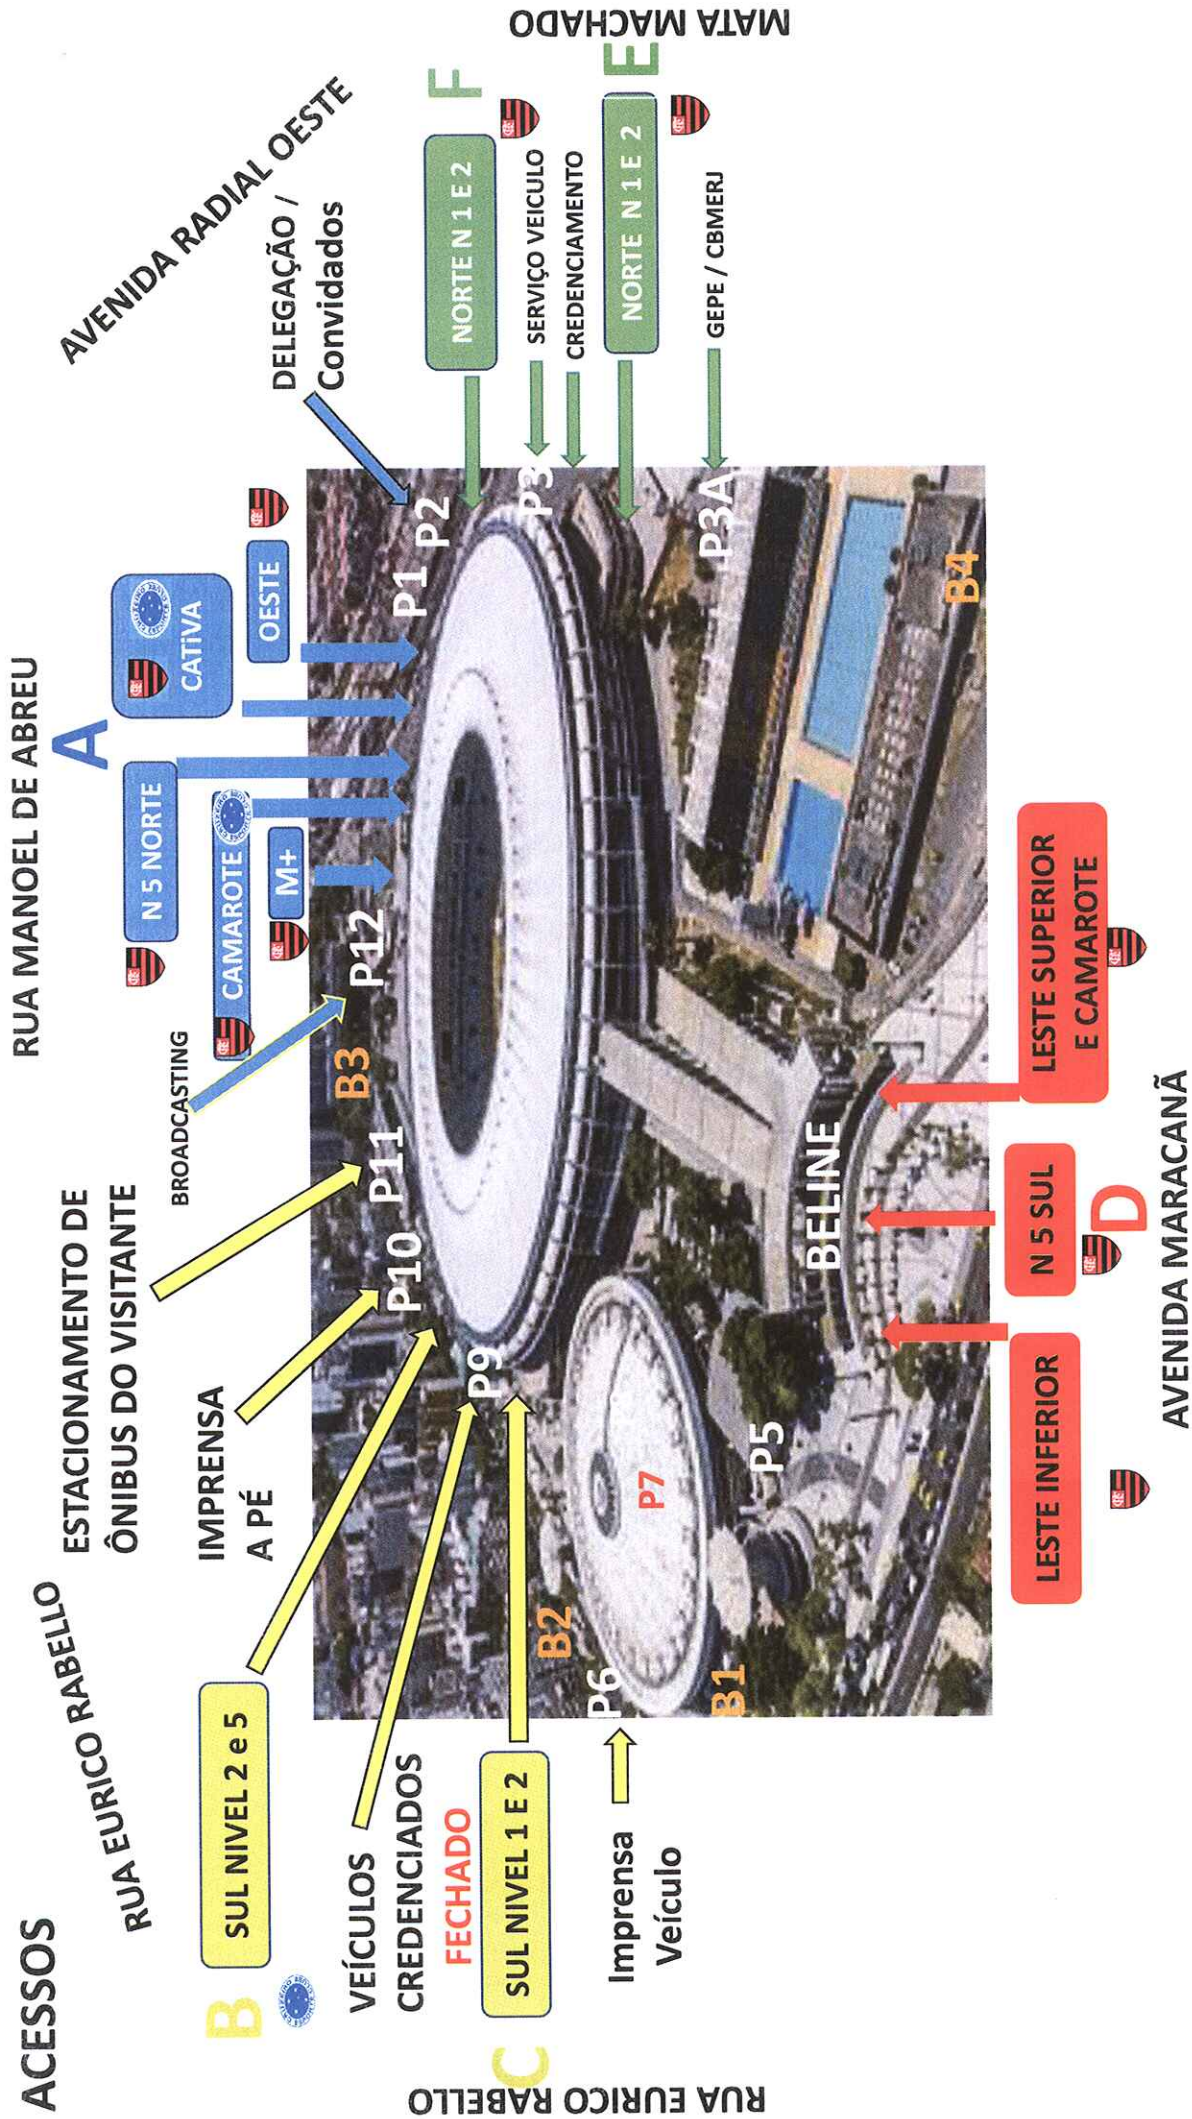 ACESSOS
RUA EURICO RABELLO
RUA MANOEL DE ABREU
AVENIDA RADIAL OESTE
ESTACIONAMENTO DE
ÔNIBUS DO VISITANTE
BROADCASTING
N 5 NORTE
CAMAROTE
M+
A
CATiVA
OESTE
DELEGAÇÃO /
Convidados
IMPRENSA
A PÉ
B
SUL NIVEL 2 e 5
VEÍCULOS
CREDENCIADOS
FECHADO
C
SUL NIVEL 1 E 2
Imprensa
Veículo
RUA EURICO RABELLO
P6
B2
B1
P7
P5
P9
P10
P11
B3
P12
P1
P2
P3
P3A
B4
BELINE
F
NORTE N 1 E 2
SERVIÇO VEICULO
CREDENCIAMENTO
E
NORTE N 1 E 2
GEPE / CBMERJ
MATA MACHADO
LESTE INFERIOR
N 5 SUL
D
LESTE SUPERIOR
E CAMAROTE
AVENIDA MARACANÃ